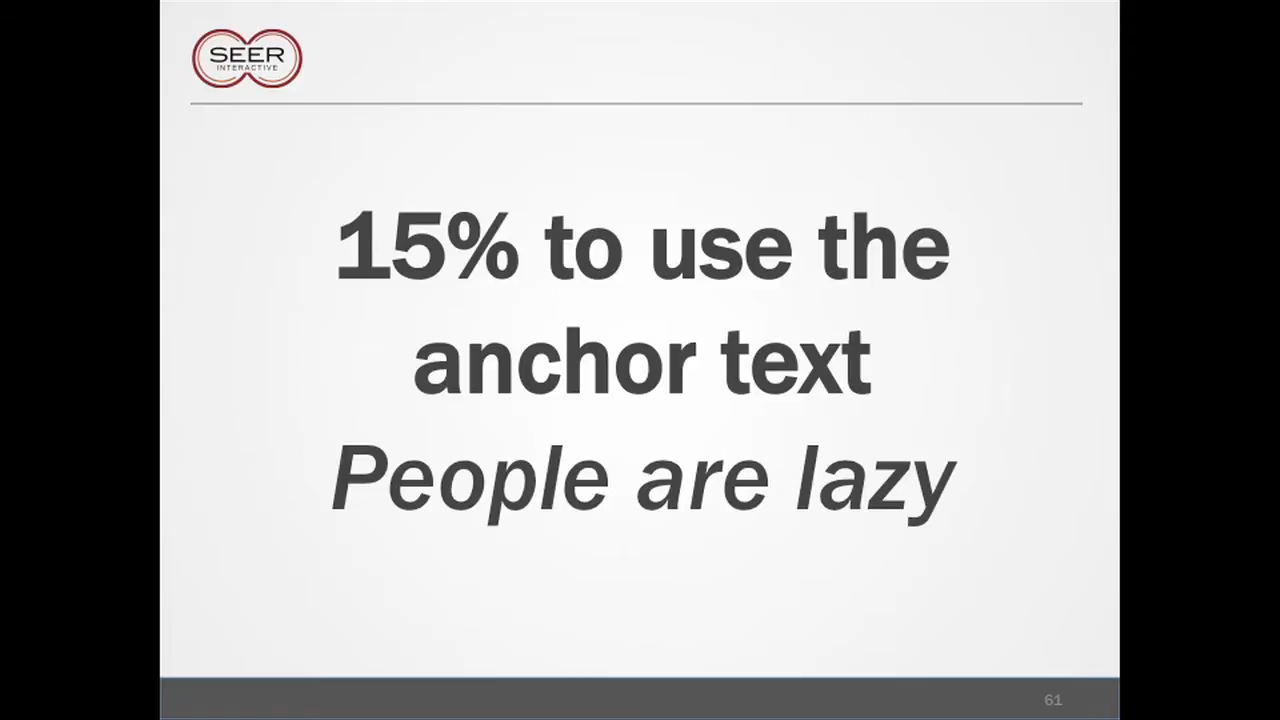 SEER
INTERACTIVE
15% to use the
anchor text
People are lazy
61